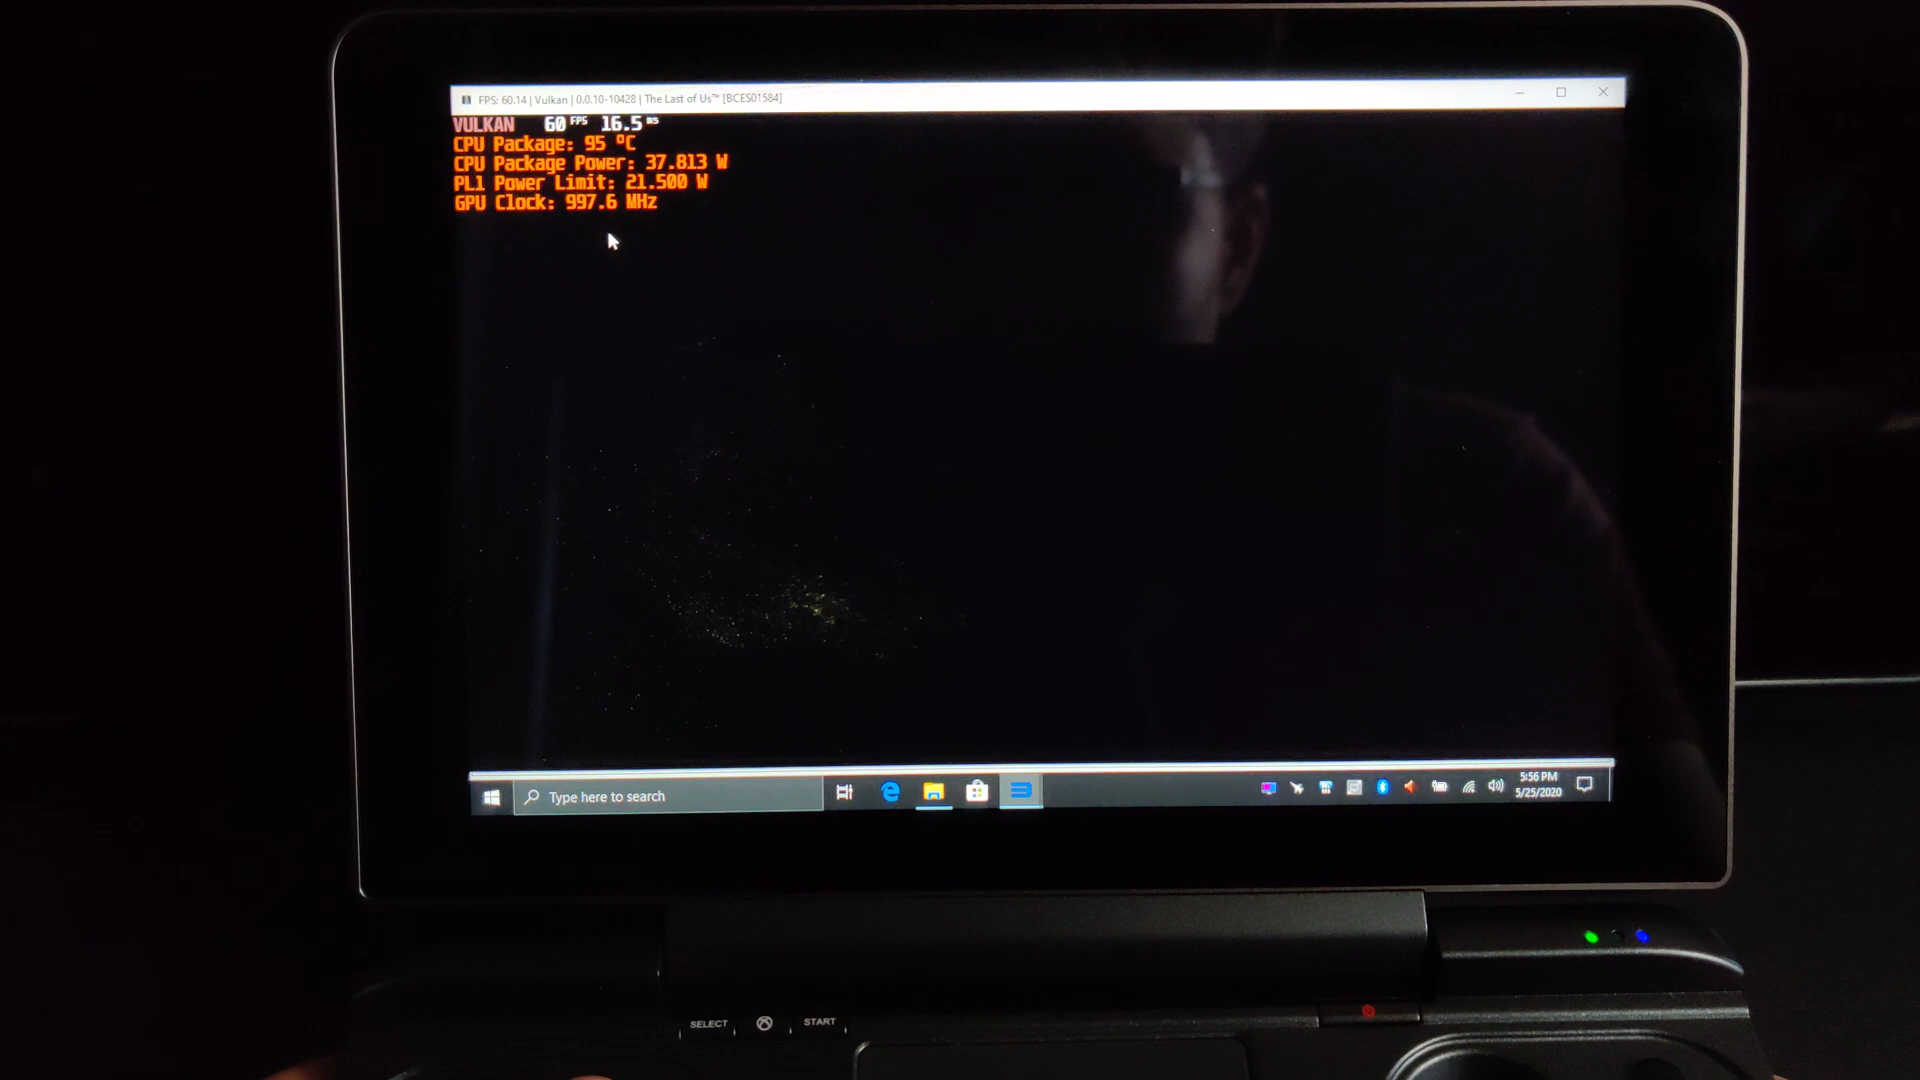 FPS: 60.14 | Vulkan | 0.0.10-10428 | The Last of Us™ [BCES01584]
VULKAN 60 FPS 16.5 ms
CPU Package: 95 °C
CPU Package Power: 37.813 W
PL1 Power Limit: 21.500 W
GPU Clock: 997.6 MHz
Type here to search
5:56 PM
5/25/2020
SELECT
START